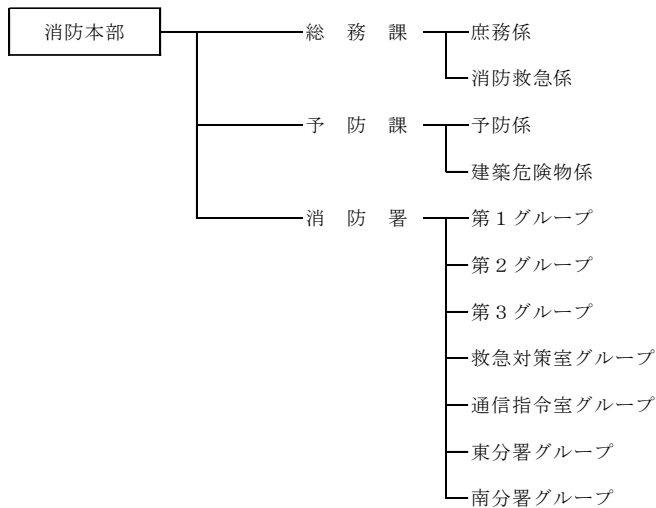 消防本部 総務課 庶務係
消防救急係
予防課 予防係
建築危険物係
消防署 第1グループ
第2グループ
第3グループ
救急対策室グループ
通信指令室グループ
東分署グループ
南分署グループ